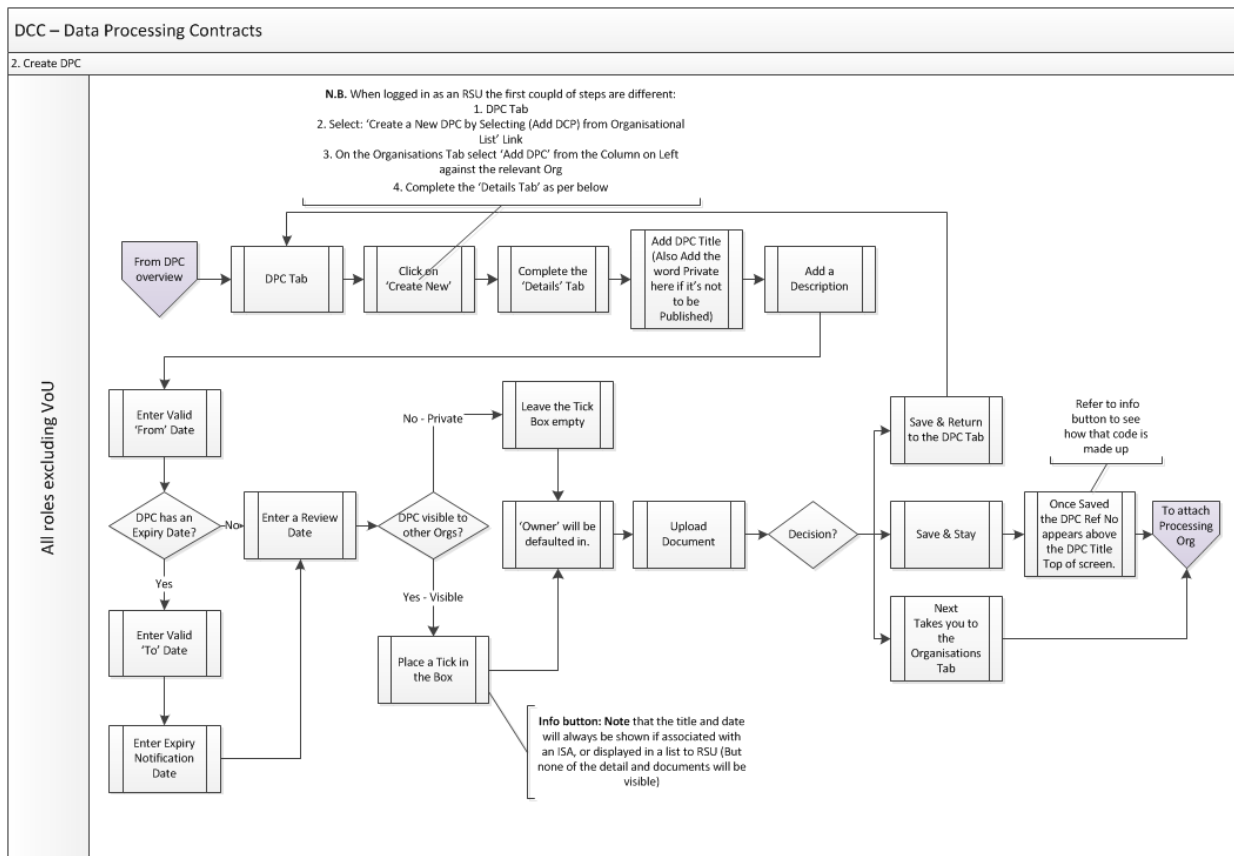 DCC – Data Processing Contracts
2. Create DPC
All roles excluding VoU
N.B. When logged in as an RSU the first coupld of steps are different:
1. DPC Tab
2. Select: ‘Create a New DPC by Selecting (Add DCP) from Organisational
List’ Link
3. On the Organisations Tab select ‘Add DPC’ from the Column on Left
against the relevant Org
4. Complete the ‘Details Tab’ as per below
From DPC
overview
DPC Tab
Click on
‘Create New’
Complete the
‘Details’ Tab
Add DPC Title
(Also Add the
word Private
here if it’s not
to be
Published)
Add a
Description
Enter Valid
‘From’ Date
DPC has an
Expiry Date?
No
Yes
Enter Valid
‘To’ Date
Enter Expiry
Notification
Date
Enter a Review
Date
DPC visible to
other Orgs?
No - Private
Leave the Tick
Box empty
Yes - Visible
Place a Tick in
the Box
Info button: Note that the title and date
will always be shown if associated with
an ISA, or displayed in a list to RSU (But
none of the detail and documents will be
visible)
‘Owner’ will be
defaulted in.
Upload
Document
Decision?
Save & Return
to the DPC Tab
Save & Stay
Next
Takes you to
the
Organisations
Tab
Refer to info
button to see
how that code is
made up
Once Saved
the DPC Ref No
appears above
the DPC Title
Top of screen.
To attach
Processing
Org